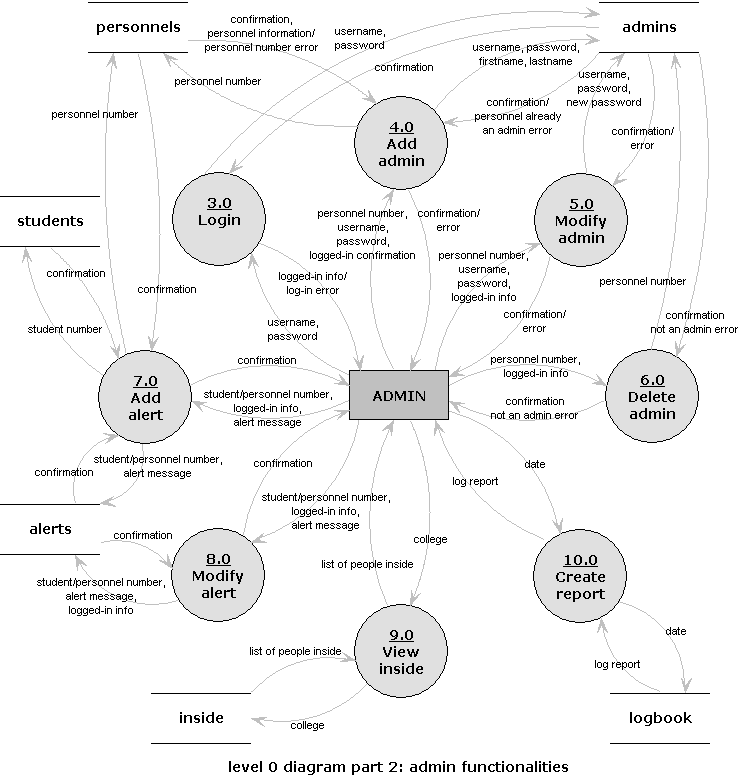 personnels
confirmation,
personnel information/
personnel number error
username,
password
admins
username, password,
firstname, lastname
confirmation
personnel number
username,
password,
new password
personnel number
confirmation/
personnel already
an admin error
4.0
Add
admin
confirmation/
error
3.0
Login
5.0
Modify
admin
students
personnel number,
username,
password,
logged-in confirmation
confirmation/
error
confirmation
logged-in info/
log-in error
personnel number,
username,
password,
logged-in info
personnel number
confirmation
student number
username,
password
confirmation/
error
confirmation
not an admin error
7.0
Add
alert
confirmation
ADMIN
personnel number,
logged-in info
6.0
Delete
admin
student/personnel number,
logged-in info,
alert message
confirmation
not an admin error
confirmation
student/personnel number,
alert message
confirmation
date
log report
student/personnel number,
logged-in info,
alert message
alerts
confirmation
college
8.0
Modify
alert
list of people inside
10.0
Create
report
student/personnel number,
alert message,
logged-in info
9.0
View
inside
date
list of people inside
log report
inside
college
logbook
level 0 diagram part 2: admin functionalities